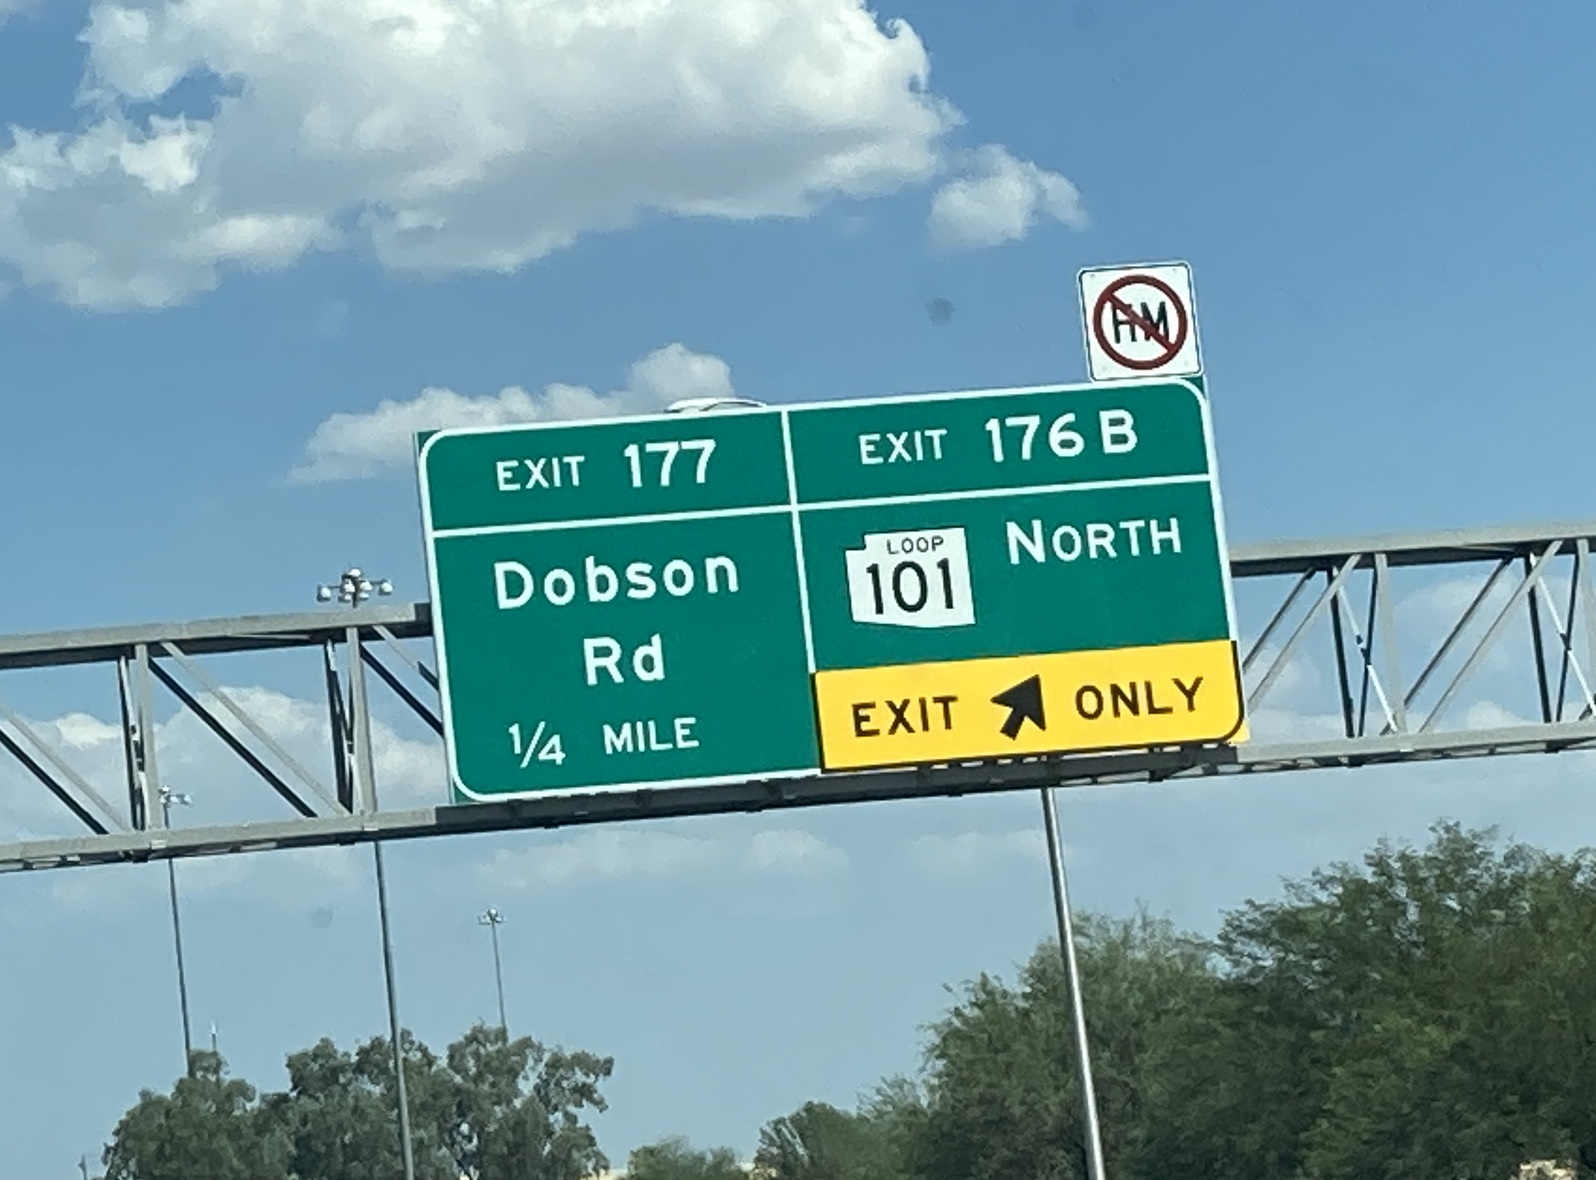 HM
EXIT 177
Dobson
Rd
1/4 MILE
EXIT 176 B
LOOP
101
NORTH
EXIT ONLY